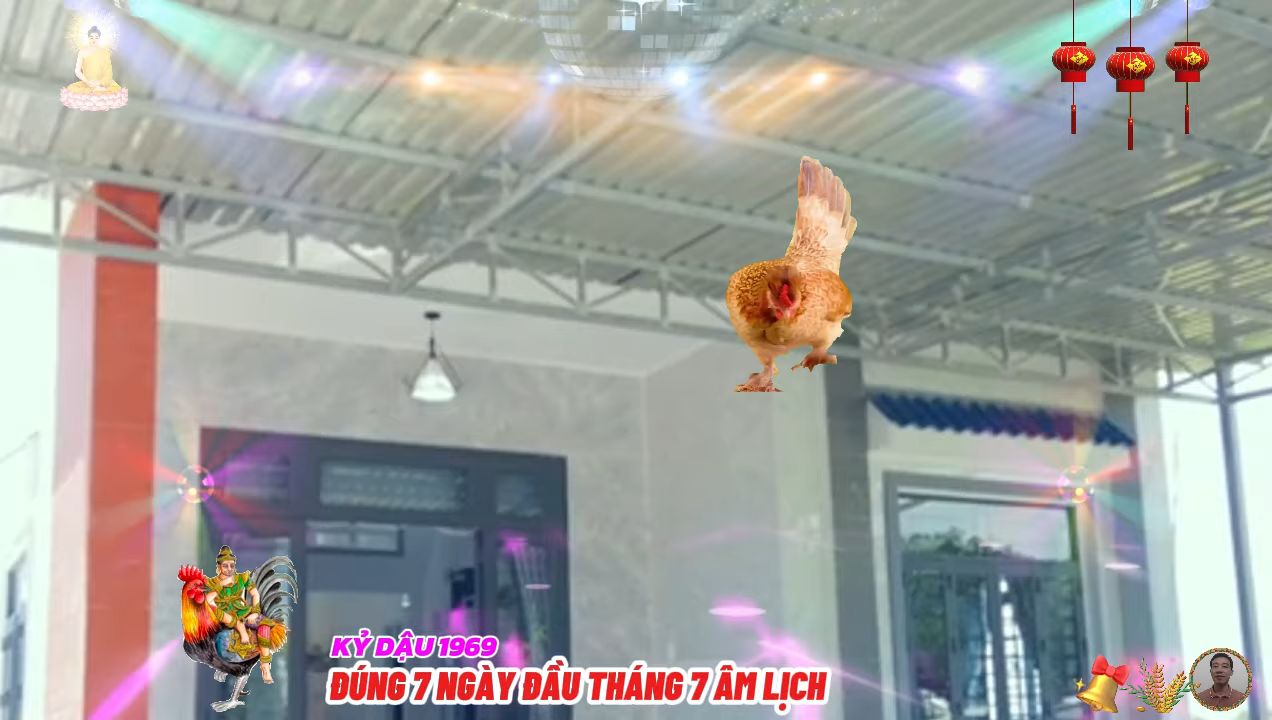 KỶ DẬU 1969
ĐÚNG 7 NGÀY ĐẦU THÁNG 7 ÂM LỊCH